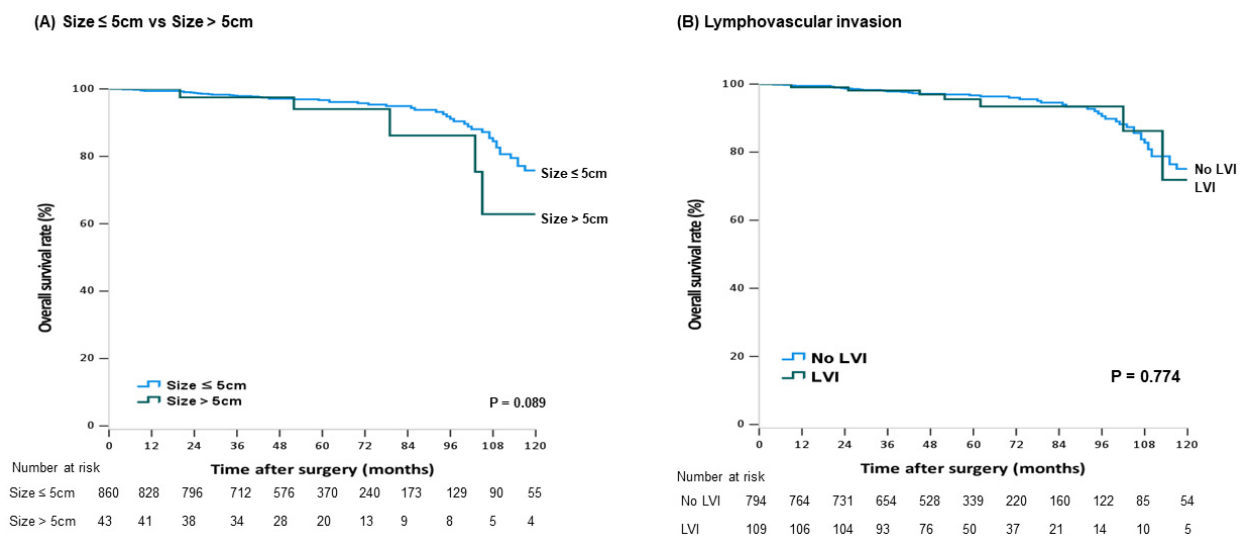 (A) Size ≤ 5cm vs Size > 5cm
Overall survival rate (%)
100
80
60
40
20
0
Size ≤ 5cm
Size > 5cm
Size ≤ 5cm
Size > 5cm
P = 0.089
0 12 24 36 48 60 72 84 96 108 120
Time after surgery (months)
Number at risk
Size ≤ 5cm 860 828 796 712 576 370 240 173 129 90 55
Size > 5cm 43 41 38 34 28 20 13 9 8 5 4
(B) Lymphovascular invasion
Overall survival rate (%)
100
80
60
40
20
0
No LVI
LVI
No LVI
LVI
P = 0.774
0 12 24 36 48 60 72 84 96 108 120
Time after surgery (months)
Number at risk
No LVI 794 764 731 654 528 339 220 160 122 85 54
LVI 109 106 104 93 76 50 37 21 14 10 5